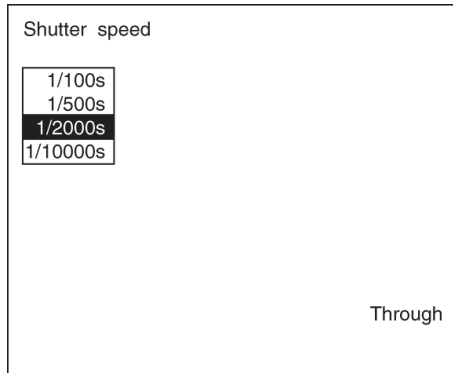 Shutter speed
1/100s
1/500s
1/2000s
1/10000s
Through